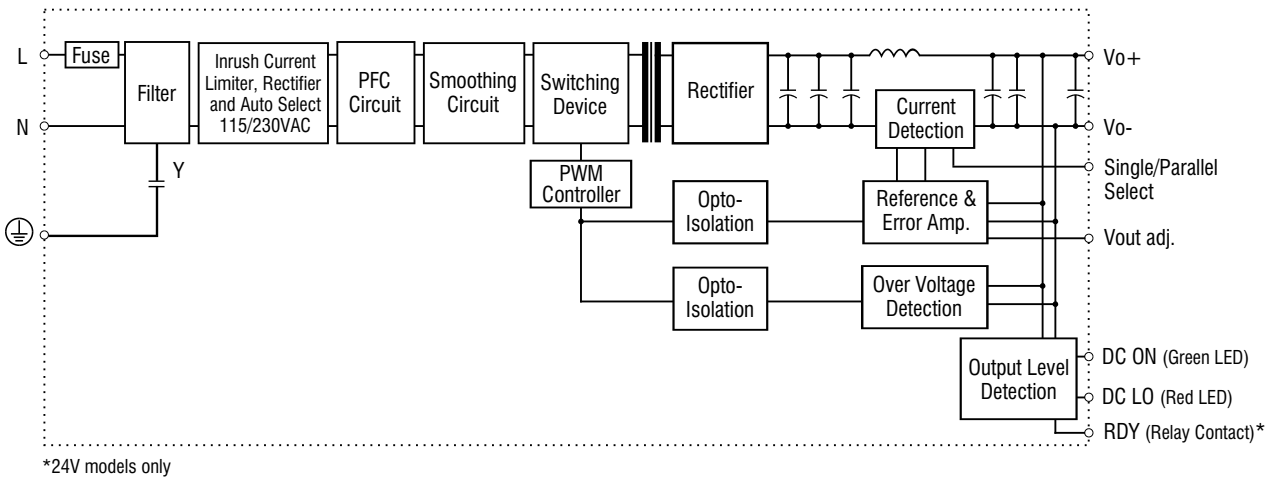 L
Fuse
N
Filter
Inrush Current
Limiter, Rectifier
and Auto Select
115/230VAC
PFC
Circuit
Smoothing
Circuit
Switching
Device
Rectifier
Current
Detection
Vo+
Vo-
Single/Parallel
Select
Y
PWM
Controller
Opto-
Isolation
Reference &
Error Amp.
Vout adj.
Opto-
Isolation
Over Voltage
Detection
Output Level
Detection
DC ON (Green LED)
DC LO (Red LED)
RDY (Relay Contact)*
*24V models only